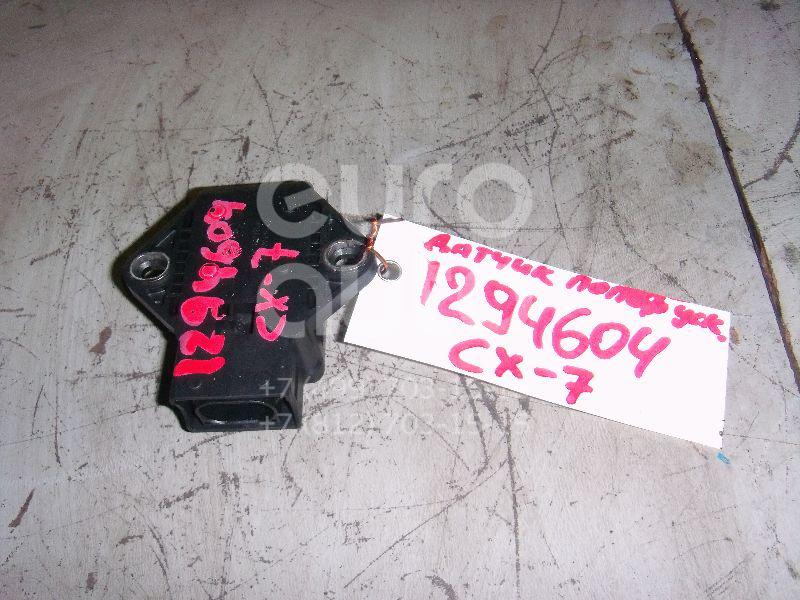 1294604
CX-7
датчик попер уск.
1294604
CX-7
euro
auto